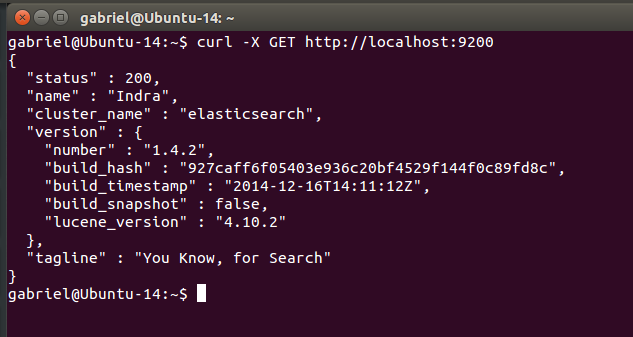 gabriel@Ubuntu-14: ~
gabriel@Ubuntu-14:~$ curl -X GET http://localhost:9200
{
  "status" : 200,
  "name" : "Indra",
  "cluster_name" : "elasticsearch",
  "version" : {
    "number" : "1.4.2",
    "build_hash" : "927caff6f05403e936c20bf4529f144f0c89fd8c",
    "build_timestamp" : "2014-12-16T14:11:12Z",
    "build_snapshot" : false,
    "lucene_version" : "4.10.2"
  },
  "tagline" : "You Know, for Search"
}
gabriel@Ubuntu-14:~$